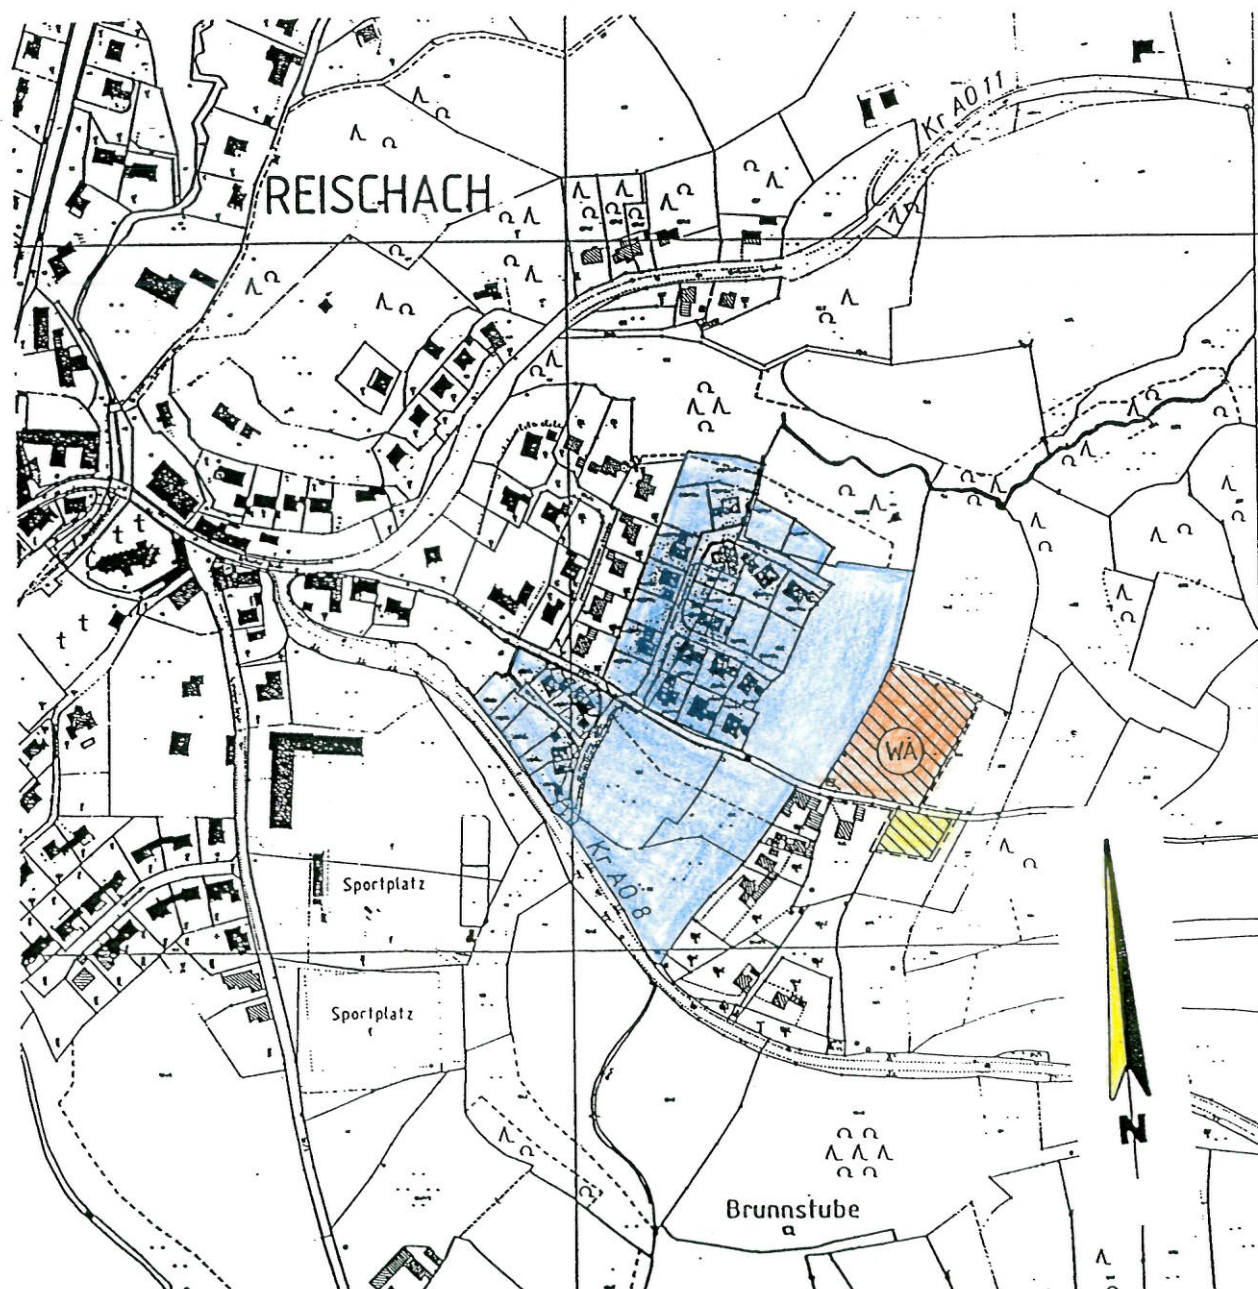 Kr AÖ 11
REISCHACH
t t
t t
WA
Kr AÖ 8
Sportplatz
Sportplatz
N
Brunnstube